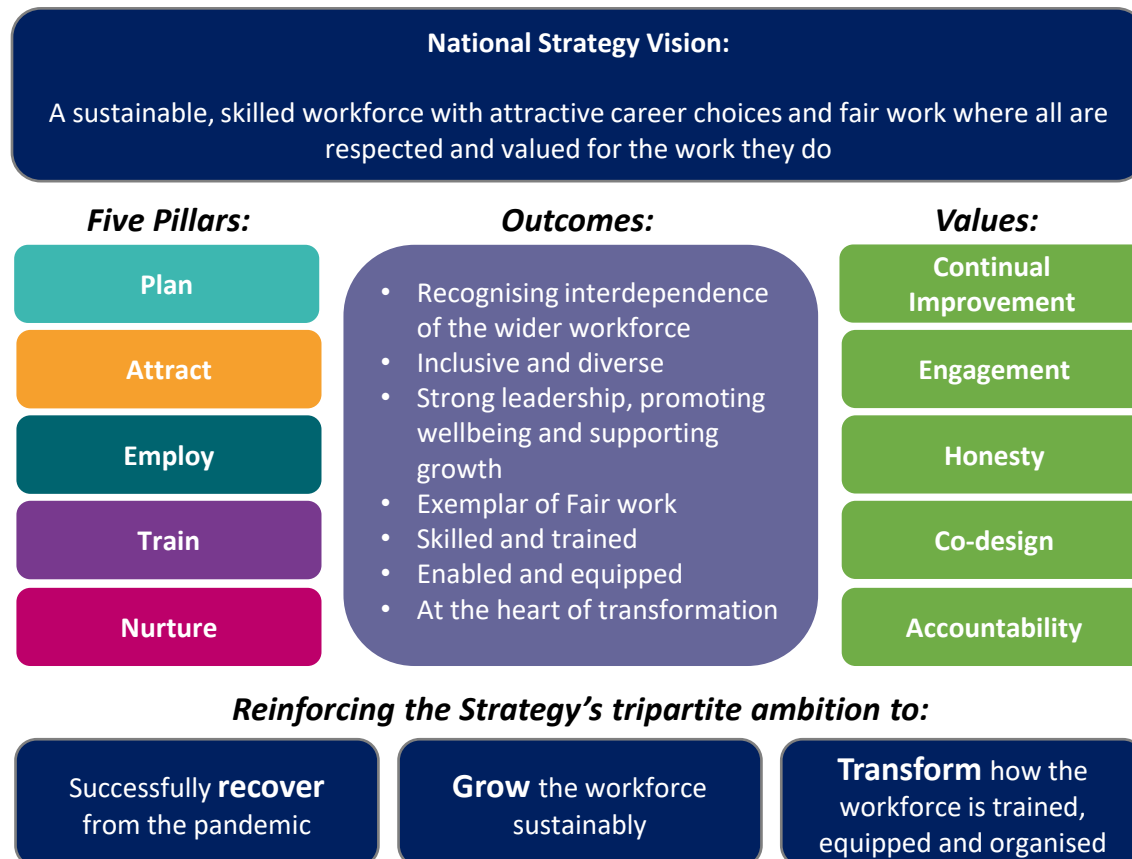 National Strategy Vision:
A sustainable, skilled workforce with attractive career choices and fair work where all are
respected and valued for the work they do
Five Pillars:
Plan
Attract
Employ
Train
Nurture
Outcomes:
• Recognising interdependence
of the wider workforce
• Inclusive and diverse
• Strong leadership, promoting
wellbeing and supporting
growth
• Exemplar of Fair work
• Skilled and trained
• Enabled and equipped
• At the heart of transformation
Values:
Continual
Improvement
Engagement
Honesty
Co-design
Accountability
Reinforcing the Strategy's tripartite ambition to:
Successfully recover
from the pandemic
Grow the workforce
sustainably
Transform how the
workforce is trained,
equipped and organised